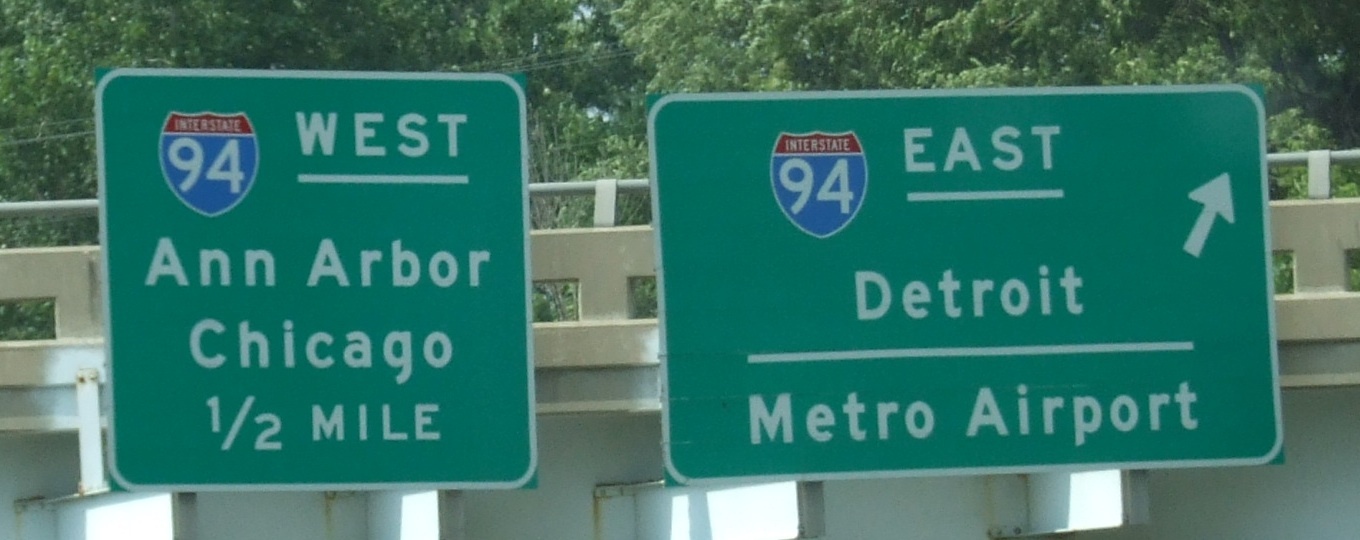 INTERSTATE
94
WEST
Ann Arbor
Chicago
1/2 MILE
INTERSTATE
94
EAST
Detroit
Metro Airport